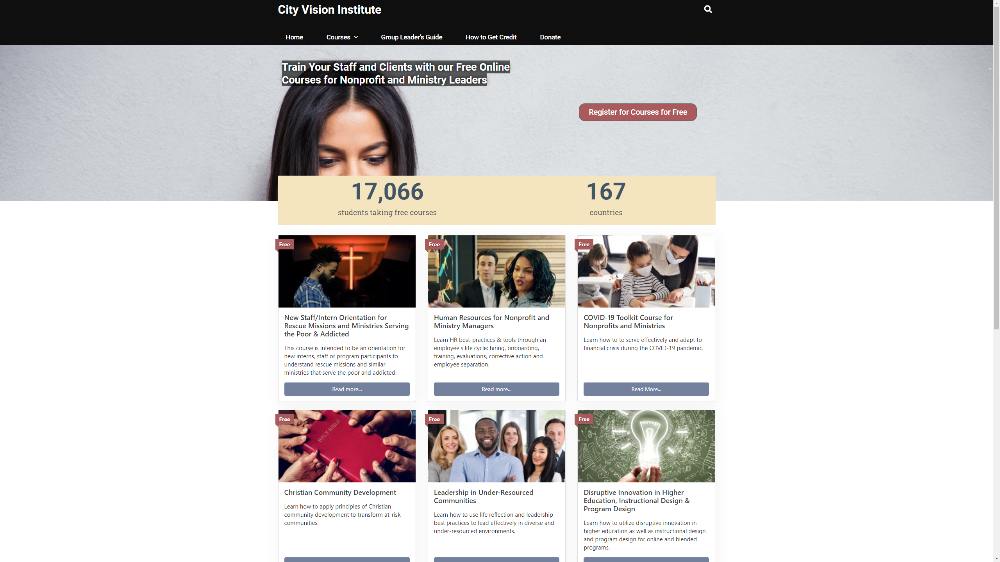 City Vision Institute
Home
Courses
Group Leader’s Guide
How to Get Credit
Donate
Train Your Staff and Clients with our Free Online
Courses for Nonprofit and Ministry Leaders
Register for Courses for Free
17,066
students taking free courses
167
countries
Free
New Staff/Intern Orientation for
Rescue Missions and Ministries Serving
the Poor & Addicted
This course is intended to be an orientation for
new interns, staff or program participants to
understand rescue missions and similar
ministries that serve the poor and addicted.
Read more...
Free
Human Resources for Nonprofit and
Ministry Managers
Learn HR best-practices & tools through an
employee’s life cycle: hiring, onboarding,
training, evaluations, corrective action and
employee separation.
Read more...
Free
COVID-19 Toolkit Course for
Nonprofits and Ministries
Learn how to to serve effectively and adapt to
financial crisis during the COVID-19 pandemic.
Read More...
Free
HOLY BIBLE
Christian Community Development
Learn how to apply principles of Christian
community development to transform at-risk
communities.
Free
Leadership in Under-Resourced
Communities
Learn how to use life reflection and leadership
best practices to lead effectively in diverse and
under-resourced environments.
Free
Disruptive Innovation in Higher
Education, Instructional Design &
Program Design
Learn how to utilize disruptive innovation in
higher education as well as instructional design
and program design for online and blended
programs.